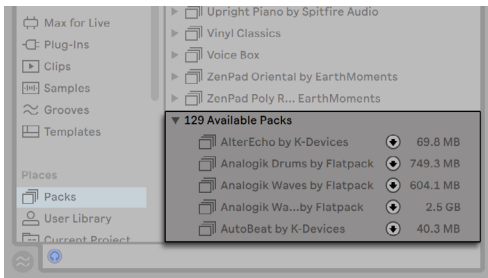 Max for Live
Plug-Ins
Clips
Samples
Grooves
Templates
Places
Packs
User Library
Current Project
Upright Piano by Spitfire Audio
Vinyl Classics
Voice Box
ZenPad Oriental by EarthMoments
ZenPad Poly R... EarthMoments
129 Available Packs
AlterEcho by K-Devices 69.8 MB
Analogik Drums by Flatpack 749.3 MB
Analogik Waves by Flatpack 604.1 MB
Analogik Wa...by Flatpack 2.5 GB
AutoBeat by K-Devices 40.3 MB